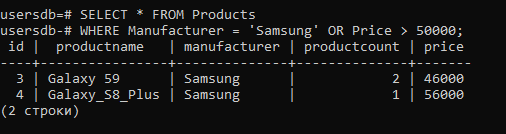 usersdb=# SELECT * FROM Products
usersdb-# WHERE Manufacturer = 'Samsung' OR Price > 50000;
 id |  productname   | manufacturer | productcount | price
----+----------------+--------------+--------------+-------
  3 | Galaxy S9      | Samsung      |            2 | 46000
  4 | Galaxy_S8_Plus | Samsung      |            1 | 56000
(2 строки)